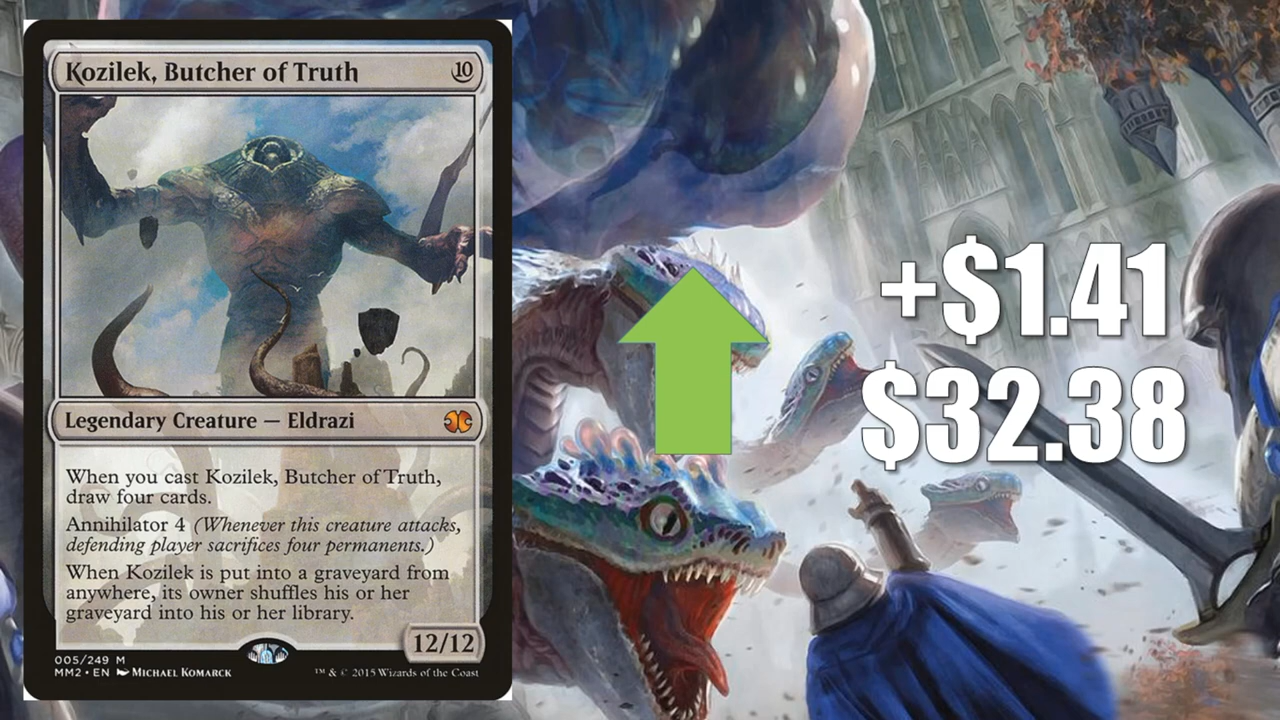 Kozilek, Butcher of Truth 10
Legendary Creature — Eldrazi
When you cast Kozilek, Butcher of Truth,
draw four cards.
Annihilator 4 (Whenever this creature attacks,
defending player sacrifices four permanents.)
When Kozilek is put into a graveyard from
anywhere, its owner shuffles his or her
graveyard into his or her library.
12/12
005/249 M
MM2 • EN MICHAEL KOMARCK
™ & © 2015 Wizards of the Coast
+$1.41
$32.38